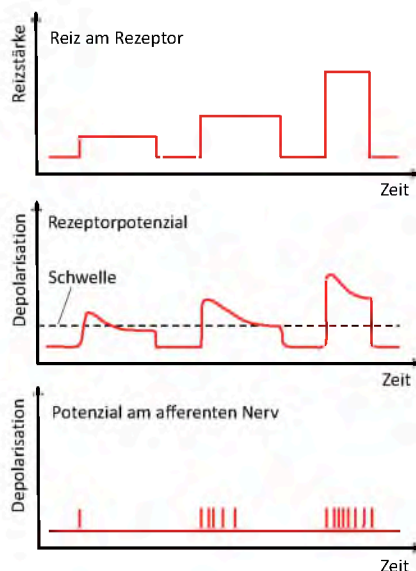 Reizstärke
Reiz am Rezeptor
Zeit
Depolarisation
Rezeptorpotenzial
Schwelle
Zeit
Depolarisation
Potenzial am afferenten Nerv
Zeit